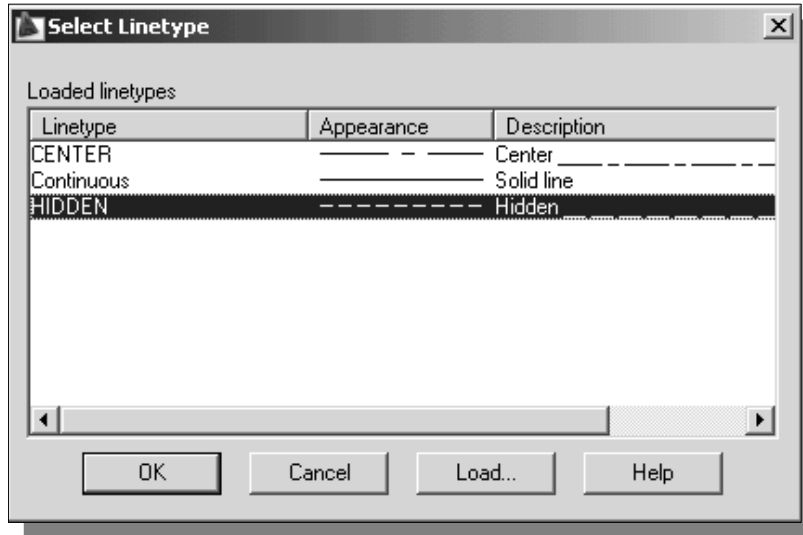 Select Linetype
Loaded linetypes
Linetype Appearance Description
CENTER Center
Continuous Solid line
HIDDEN Hidden
OK Cancel Load... Help